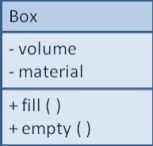 Box
- volume
- material
+ fill ( )
+ empty ( )